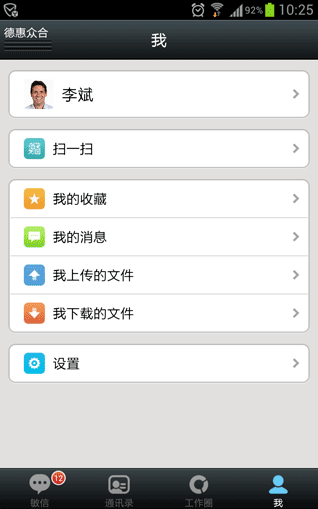 92% 10:25
德惠众合
我
李斌
扫一扫
我的收藏
我的消息
我上传的文件
我下载的文件
设置
12
敏信 通讯录 工作圈 我